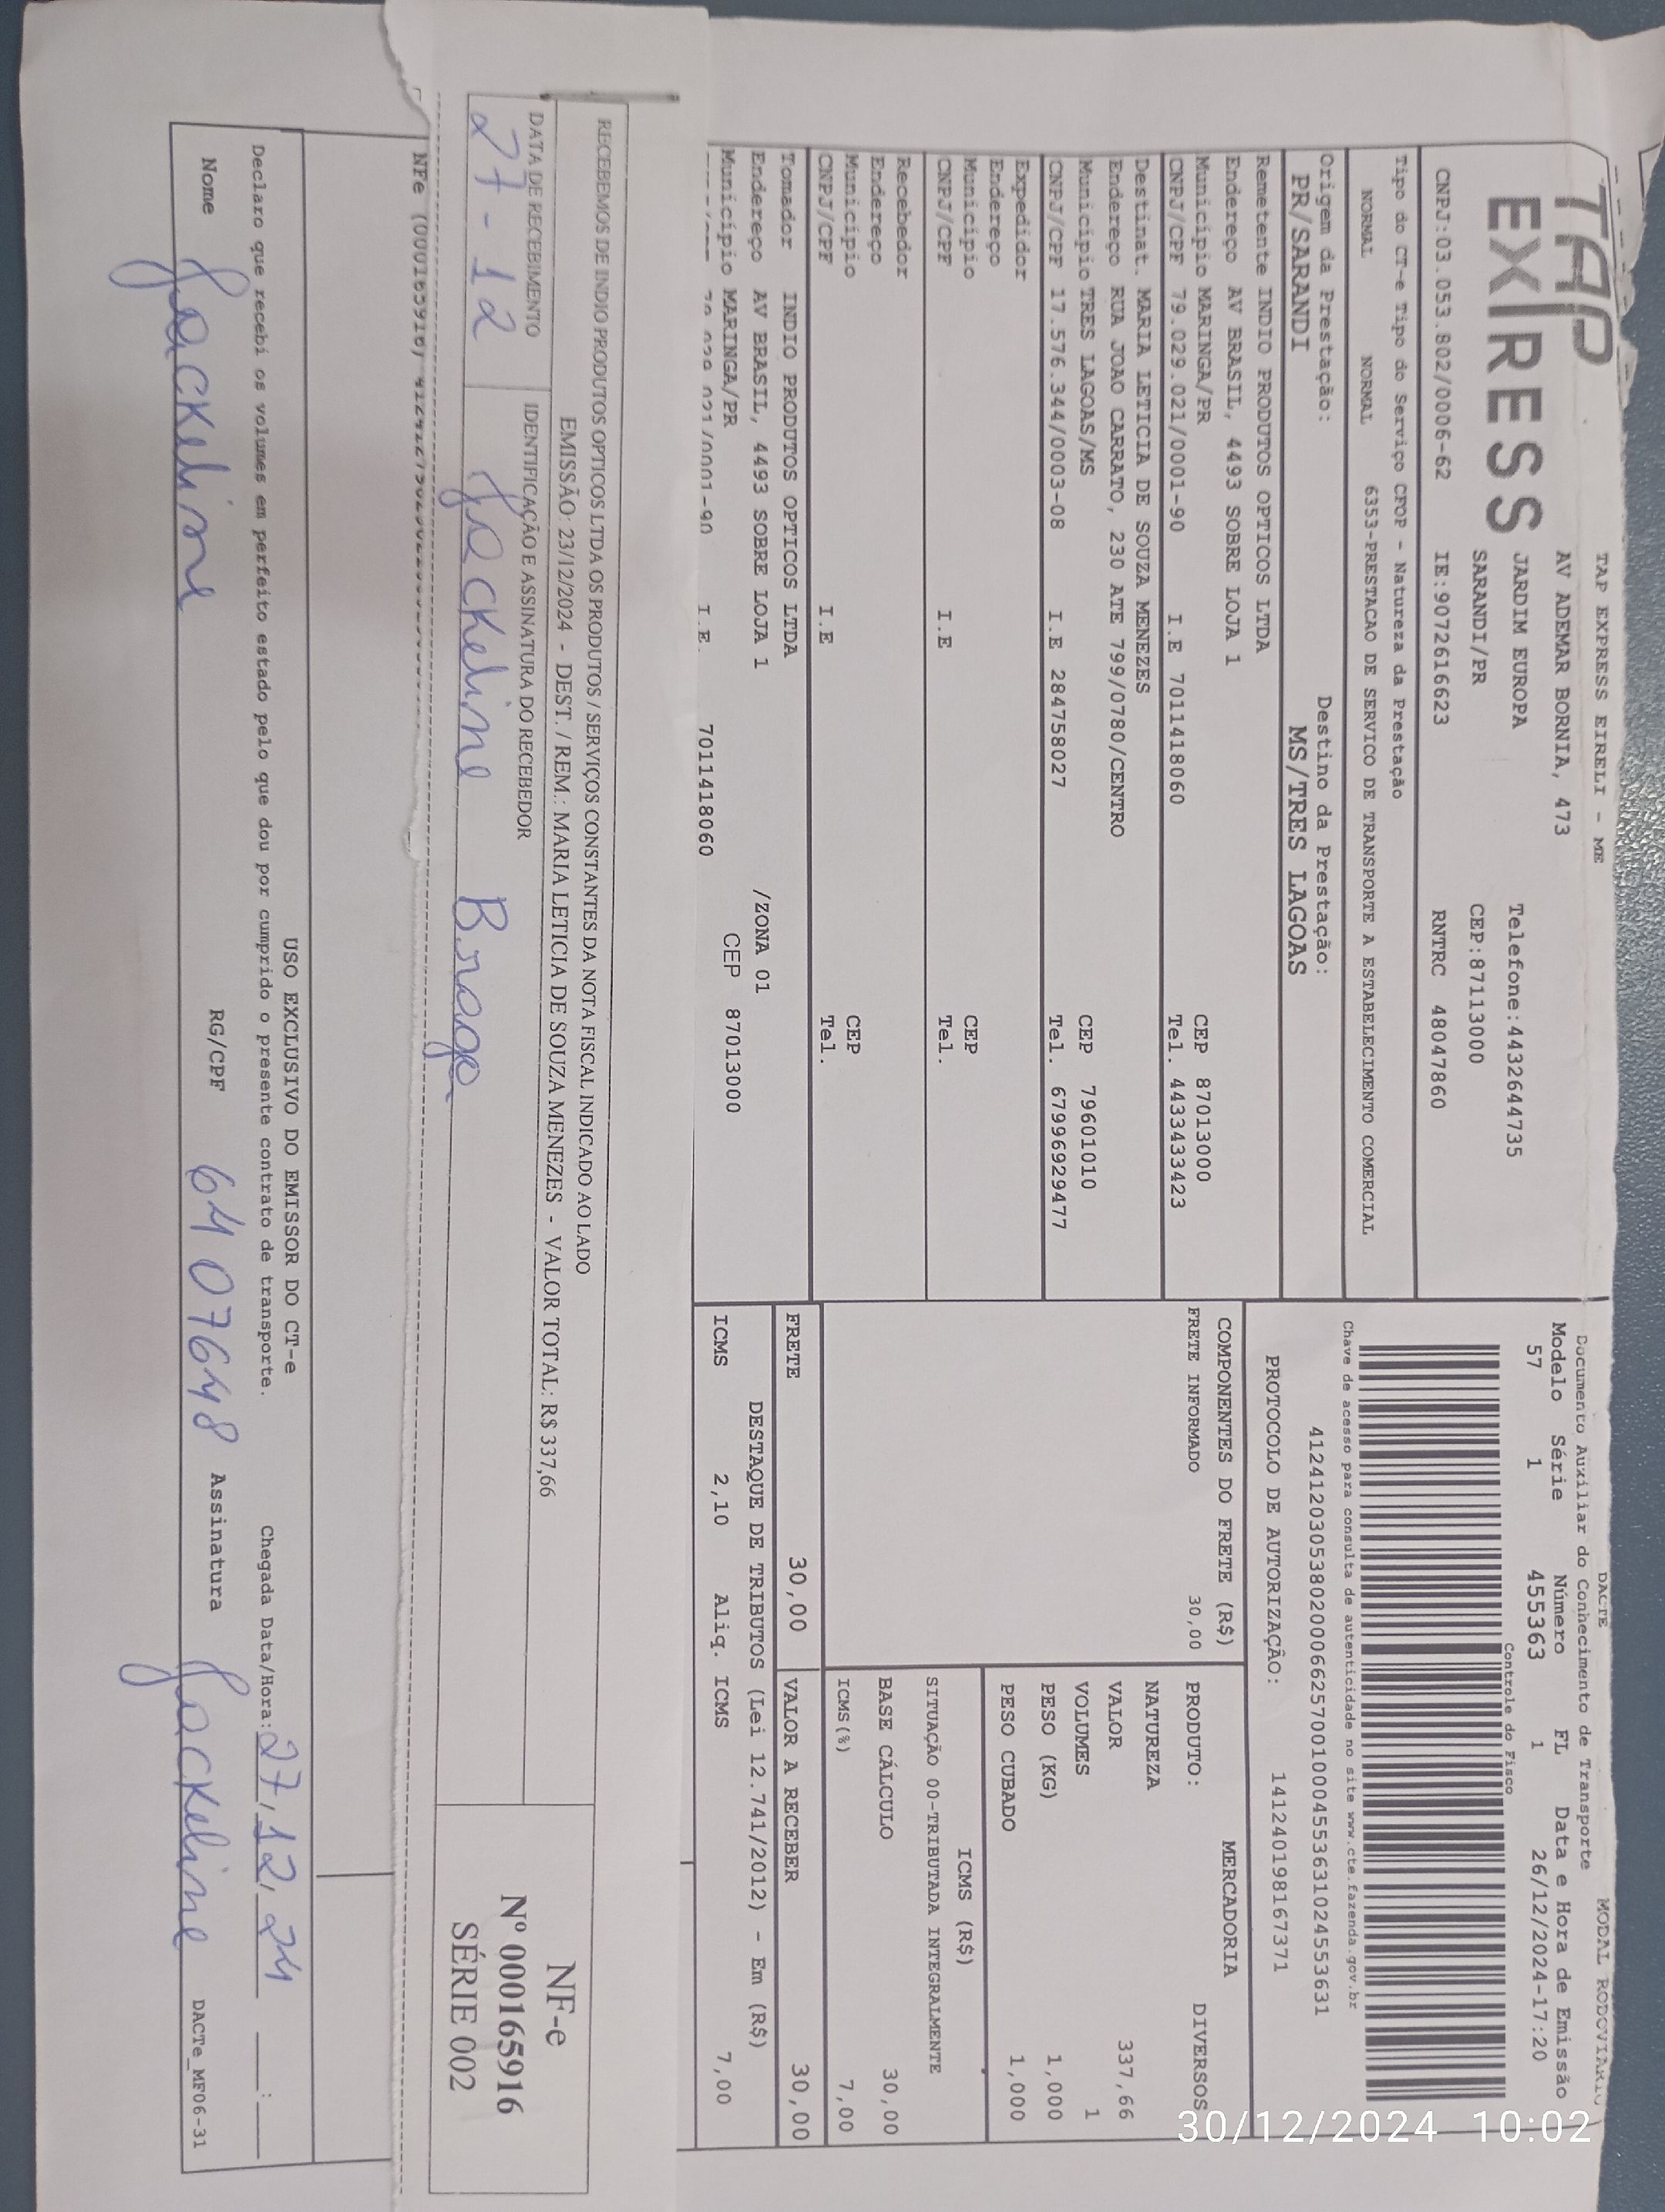 TAP
EXPRESS
TAP EXPRESS EIRELI - ME
AV ADEMAR BORNIA, 473
JARDIM EUROPA Telefone:4432644735
SARANDI/PR CEP:87113000
CNPJ:03.053.802/0006-62 IE:9072616623 RNTRC 48047860
Tipo do CT-e Tipo do Serviço CFOP - Natureza da Prestação
NORMAL NORMAL 6353-PRESTACAO DE SERVICO DE TRANSPORTE A ESTABELECIMENTO COMERCIAL
Origem da Prestação: Destino da Prestação:
PR/SARANDI MS/TRES LAGOAS
DACTE MODAL RODOVIARIO
Documento Auxiliar do Conhecimento de Transporte
Modelo Série Número FL Data e Hora de Emissão
57 1 455363 1 26/12/2024-17:20
Controle do Fisco
Chave de acesso para consulta de autenticidade no site www.cte.fazenda.gov.br
41241203053802000662570010004553631024553631
PROTOCOLO DE AUTORIZAÇÃO: 141240198167371
Remetente INDIO PRODUTOS OPTICOS LTDA
Endereço AV BRASIL, 4493 SOBRE LOJA 1
Município MARINGA/PR CEP 87013000
CNPJ/CPF 79.029.021/0001-90 I.E 7011418060 Tel. 4433433423
Destinat. MARIA LETICIA DE SOUZA MENEZES
Endereço RUA JOAO CARRATO, 230 ATE 799/0780/CENTRO
Município TRES LAGOAS/MS CEP 79601010
CNPJ/CPF 17.576.344/0003-08 I.E 284758027 Tel. 67996929477
Expedidor
Endereço
Município CEP
CNPJ/CPF I.E Tel.
Recebedor
Endereço
Município CEP
CNPJ/CPF I.E Tel.
Tomador INDIO PRODUTOS OPTICOS LTDA
Endereço AV BRASIL, 4493 SOBRE LOJA 1 /ZONA 01
Município MARINGA/PR CEP 87013000
I.E. 7011418060
COMPONENTES DO FRETE (R$)
FRETE INFORMADO 30,00
MERCADORIA
PRODUTO: DIVERSOS
NATUREZA
VALOR 337,66
VOLUMES 1
PESO (KG) 1,000
PESO CUBADO 1,000
ICMS (R$)
SITUAÇÃO 00-TRIBUTADA INTEGRALMENTE
BASE CÁLCULO 30,00
ICMS(%) 7,00
FRETE 30,00 VALOR A RECEBER 30,00
DESTAQUE DE TRIBUTOS (Lei 12.741/2012) - Em (R$)
ICMS 2,10 Aliq. ICMS 7,00
RECEBEMOS DE INDIO PRODUTOS OPTICOS LTDA OS PRODUTOS / SERVIÇOS CONSTANTES DA NOTA FISCAL INDICADO AO LADO
EMISSÃO: 23/12/2024 - DEST. / REM.: MARIA LETICIA DE SOUZA MENEZES - VALOR TOTAL: R$ 337,66
DATA DE RECEBIMENTO IDENTIFICAÇÃO E ASSINATURA DO RECEBEDOR
27-12 Jackeline Braga
NF-e
Nº 000165916
SÉRIE 002
USO EXCLUSIVO DO EMISSOR DO CT-e
Declaro que recebi os volumes em perfeito estado pelo que dou por cumprido o presente contrato de transporte. Chegada Data/Hora: 27/12/24 ___:___
Nome Jackeline RG/CPF 6407648 Assinatura Jackeline DACTe_MF06-31
30/12/2024 10:02